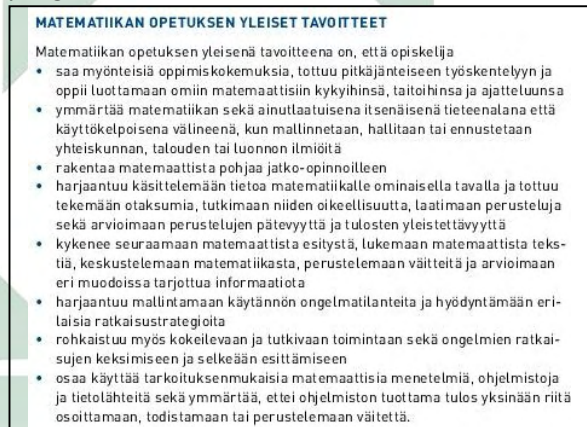 MATEMATIIKAN OPETUKSEN YLEISET TAVOITTEET
Matematiikan opetuksen yleisenä tavoitteena on, että opiskelija
• saa myönteisiä oppimiskokemuksia, tottuu pitkäjänteiseen työskentelyyn ja
oppii luottamaan omiin matemaattisiin kykyihinsä, taitoihinsa ja ajatteluunsa
• ymmärtää matematiikan sekä ainutlaatuisena itsenäisenä tieteenalana että
käyttökelpoisena välineenä, kun mallinnetaan, hallitaan tai ennustetaan
yhteiskunnan, talouden tai luonnon ilmiöitä
• rakentaa matemaattista pohjaa jatko-opinnoilleen
• harjaantuu käsittelemään tietoa matematiikalle ominaisella tavalla ja tottuu
tekemään otaksumia, tutkimaan niiden oikeellisuutta, laatimaan perusteluja
sekä arvioimaan perustelujen pätevyyttä ja tulosten yleistettävyyttä
• kykenee seuraamaan matemaattista esitystä, lukemaan matemaattista teks-
tiä, keskustelemaan matematiikasta, perustelemaan väitteitä ja arvioimaan
eri muodoissa tarjottua informaatiota
• harjaantuu mallintamaan käytännön ongelmatilanteita ja hyödyntämään eri-
laisia ratkaisustrategioita
• rohkaistuu myös kokeilevaan ja tutkivaan toimintaan sekä ongelmien ratkai-
sujen keksimiseen ja selkeään esittämiseen
• osaa käyttää tarkoituksenmukaisia matemaattisia menetelmiä, ohjelmistoja
ja tietolähteitä sekä ymmärtää, ettei ohjelmiston tuottama tulos yksinään riitä
osoittamaan, todistamaan tai perustelemaan väitettä.